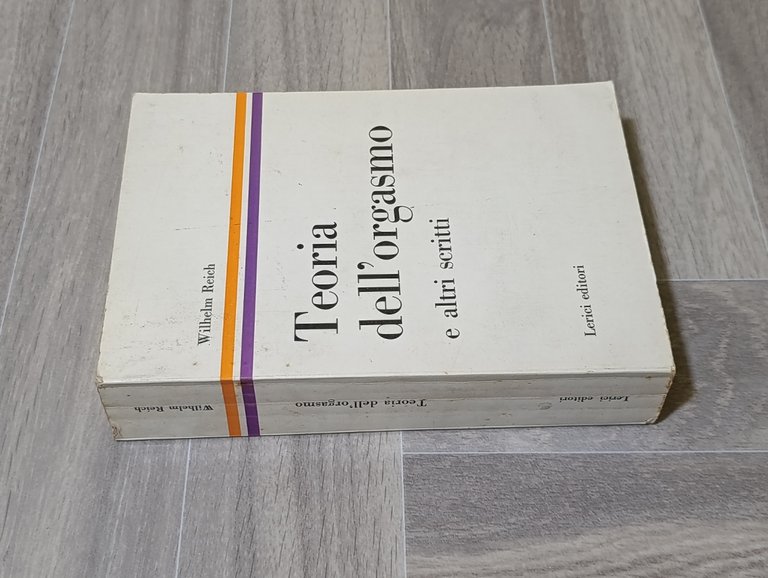 Wilhelm Reich
Teoria
dell'orgasmo
e altri scritti
Lerici editori
Wilhelm Reich
Teoria dell'orgasmo
Lerici editori